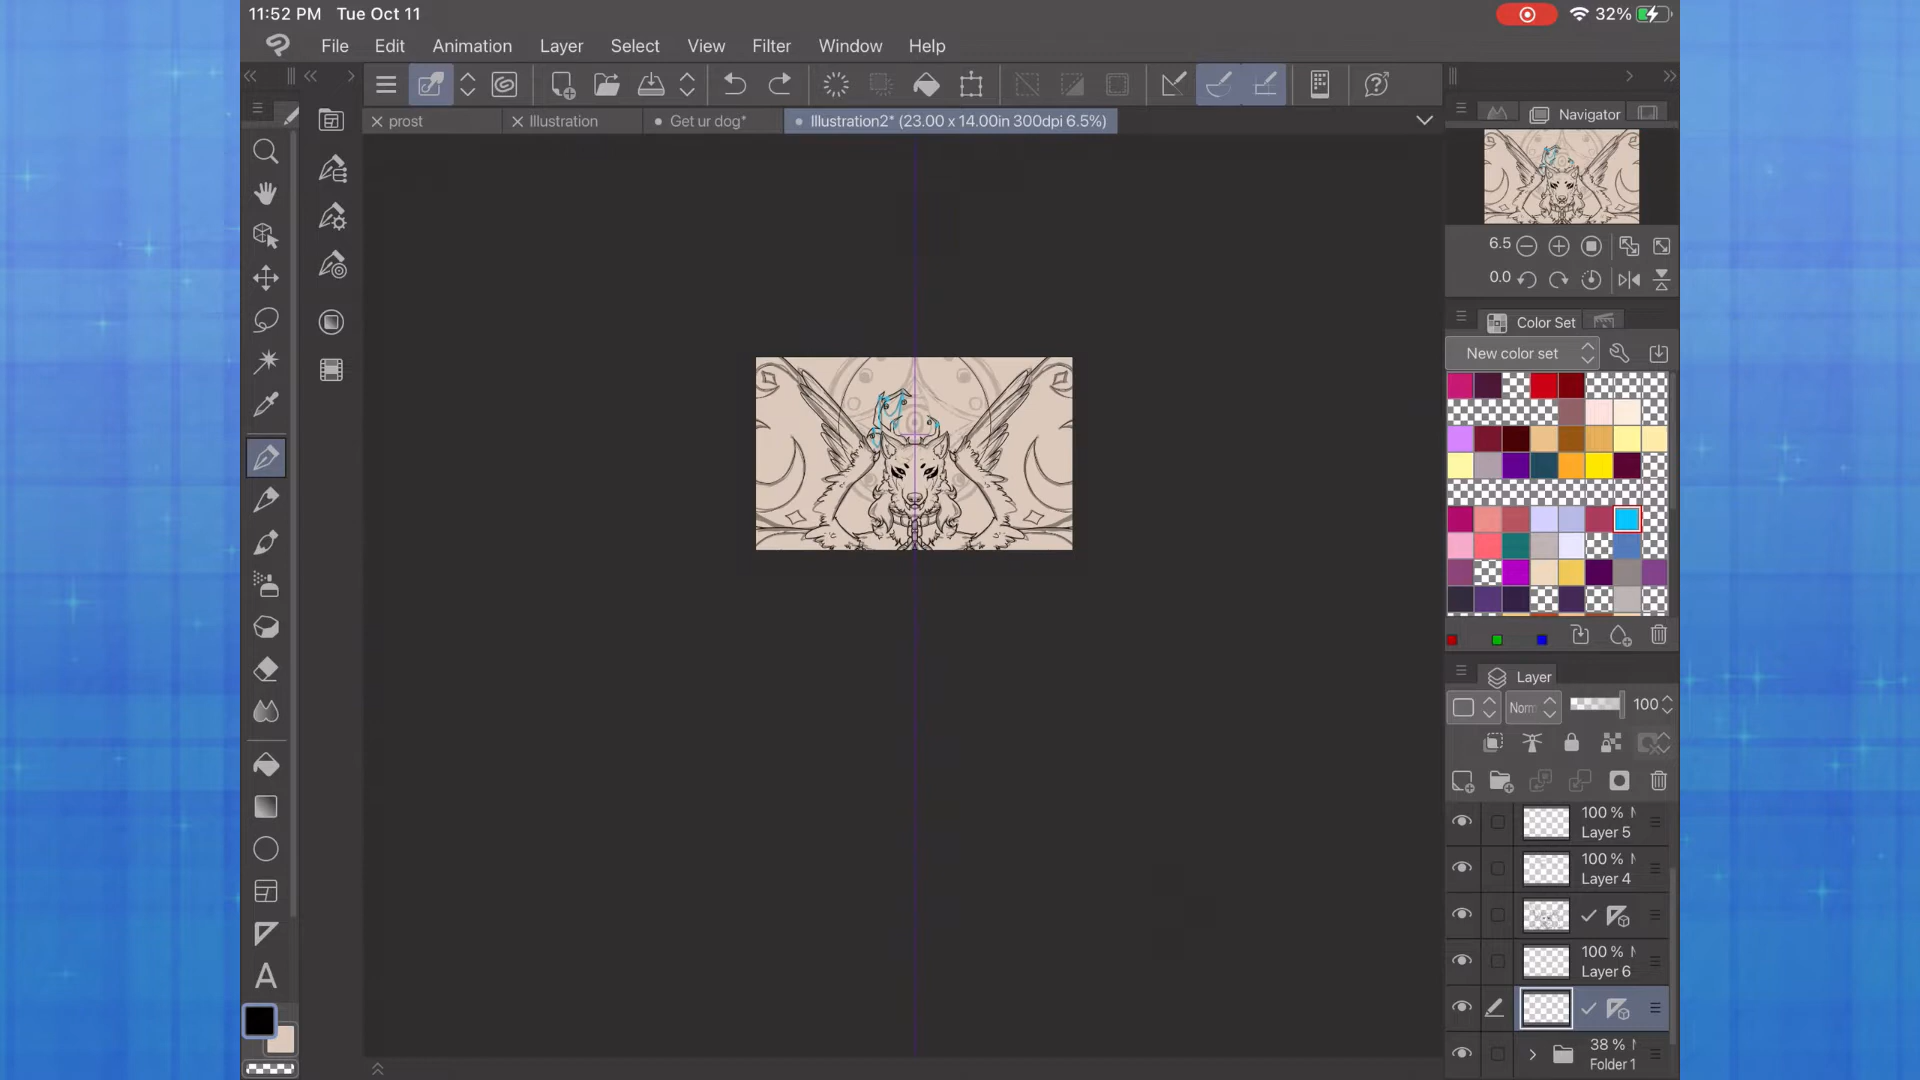 11:52 PM Tue Oct 11
32%
File Edit Animation Layer Select View Filter Window Help
prost Illustration Get ur dog* Illustration2* (23.00 x 14.00in 300dpi 6.5%)
Navigator
6.5
0.0
Color Set
New color set
Layer
Norm 100
100 %
Layer 5
100 %
Layer 4
100 %
Layer 6
38 %
Folder 1
A